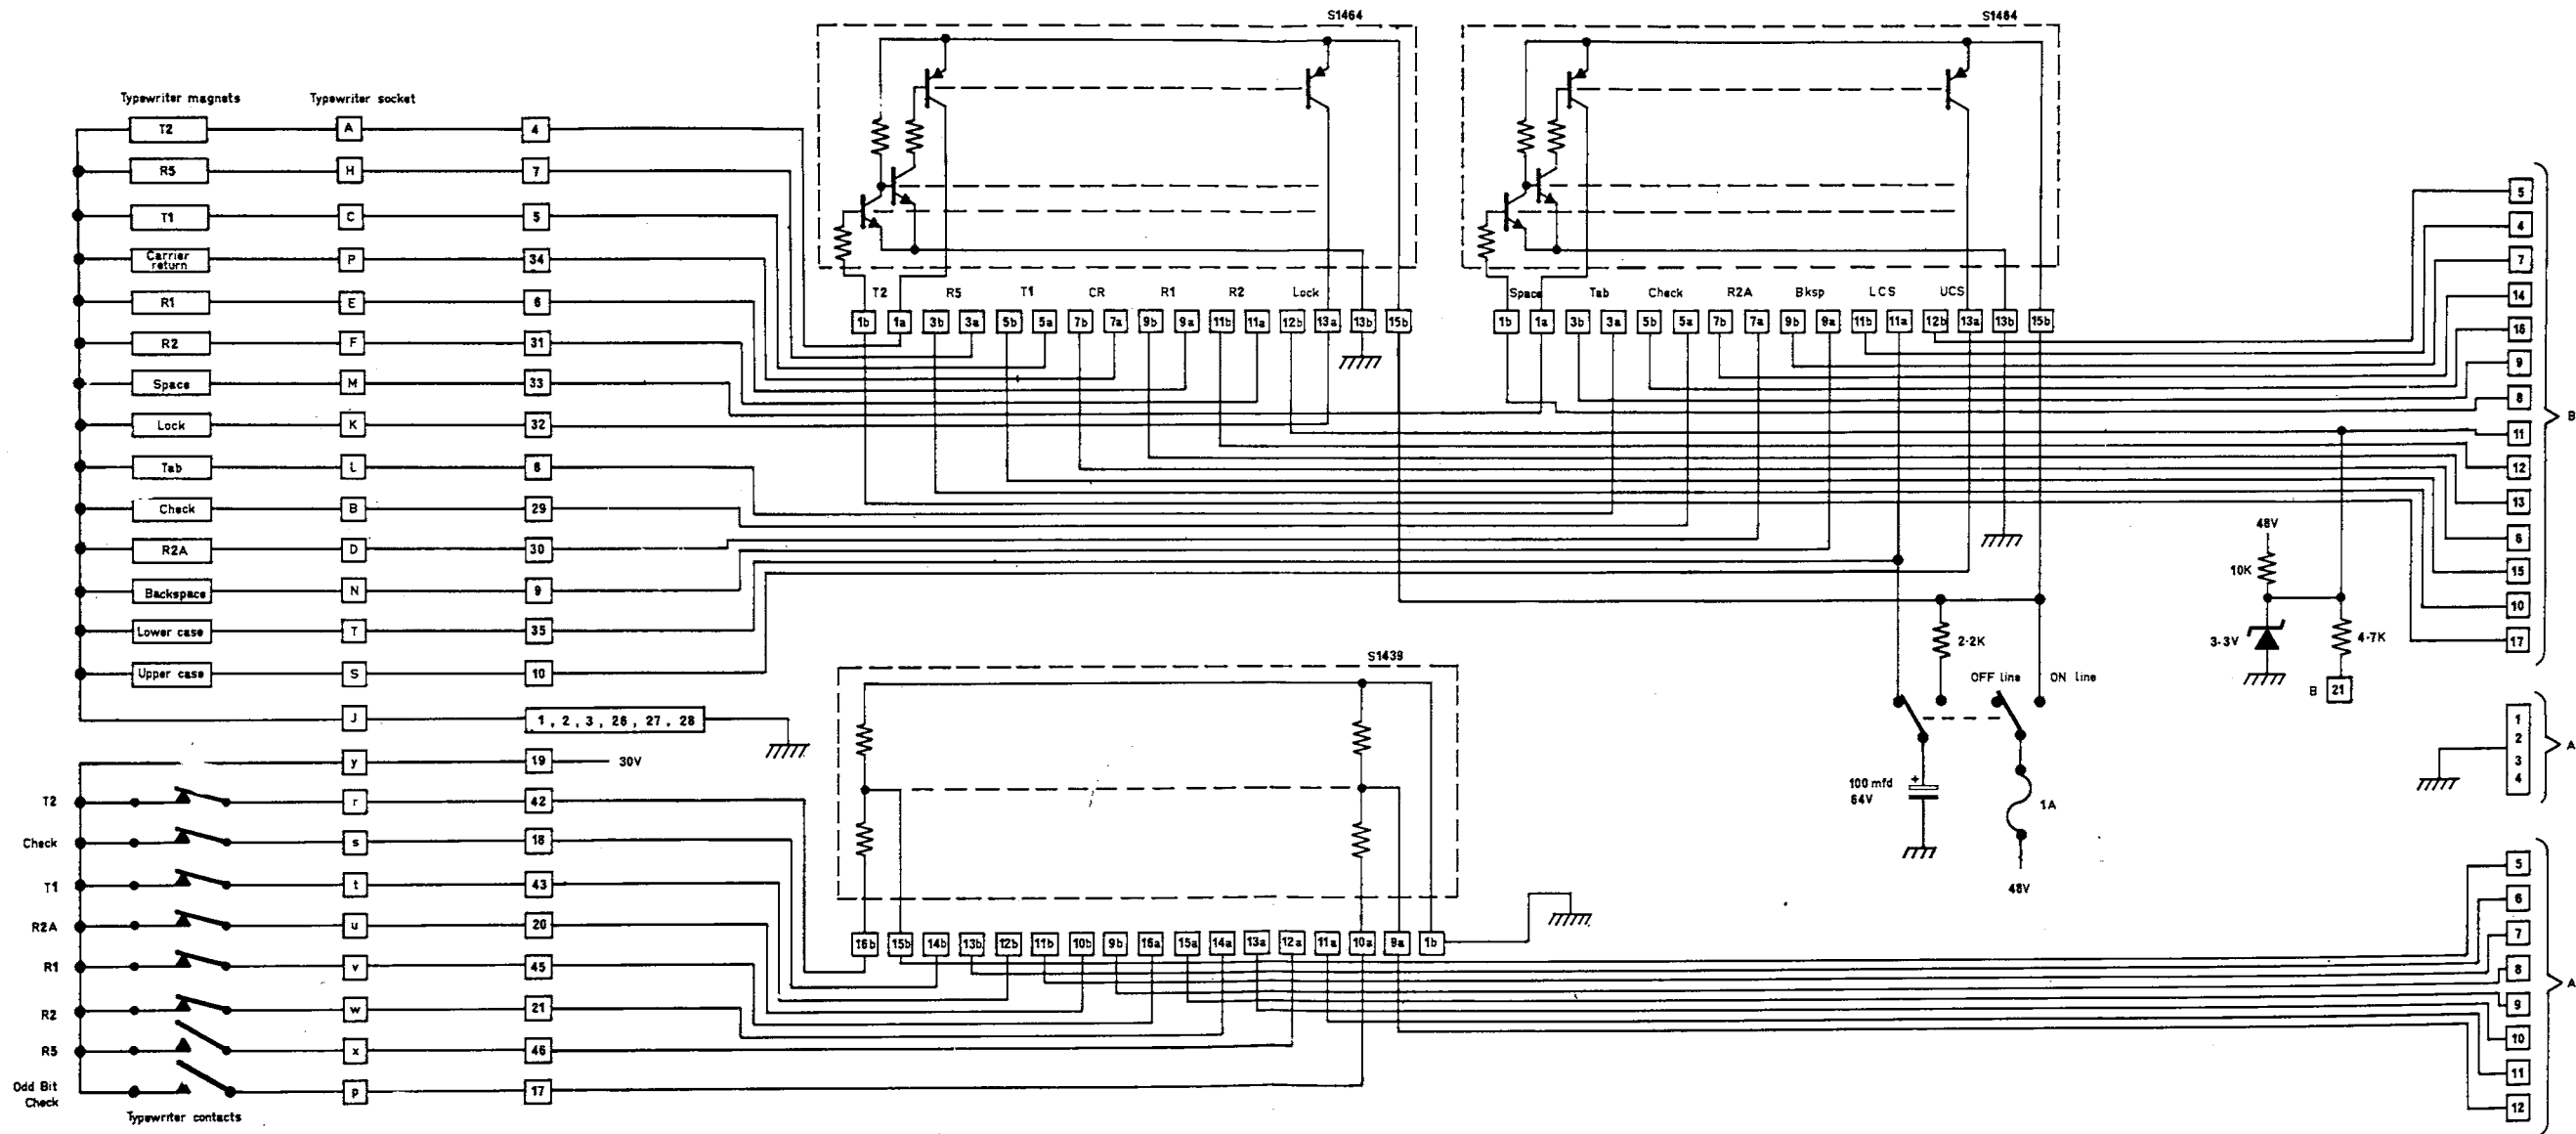 S1464
S1464
Typewriter magnets
Typewriter socket
T2 A 4
R5 H 7
T1 C 5
Carrier return P 34
R1 E 6
R2 F 31
Space M 33
Lock K 32
Tab L 8
Check B 29
R2A D 30
Backspace N 9
Lower case T 35
Upper case S 10
J 1, 2, 3, 26, 27, 28
y 19 30V
T2 r 42
Check s 18
T1 t 43
R2A u 20
R1 v 45
R2 w 21
R5 x 46
Odd Bit Check p 17
Typewriter contacts
T2 R5 T1 CR R1 R2 Lock
1b 1a 3b 3a 5b 5a 7b 7a 9b 9a 11b 11a 12b 13a 13b 15b
Space Tab Check R2A Bksp LCS UCS
1b 1a 3b 3a 5b 5a 7b 7a 9b 9a 11b 11a 12b 13a 13b 15b
S1439
16b 15b 14b 13b 12b 11b 10b 9b 16a 15a 14a 13a 12a 11a 10a 9a 1b
2·2K
OFF line
ON line
100 mfd
64V
+
1A
48V
48V
10K
3·3V
4·7K
B 21
5
4
7
14
16
9
8
11
12
13
6
15
10
17
B
1
2
3
4
A
5
6
7
8
9
10
11
12
A